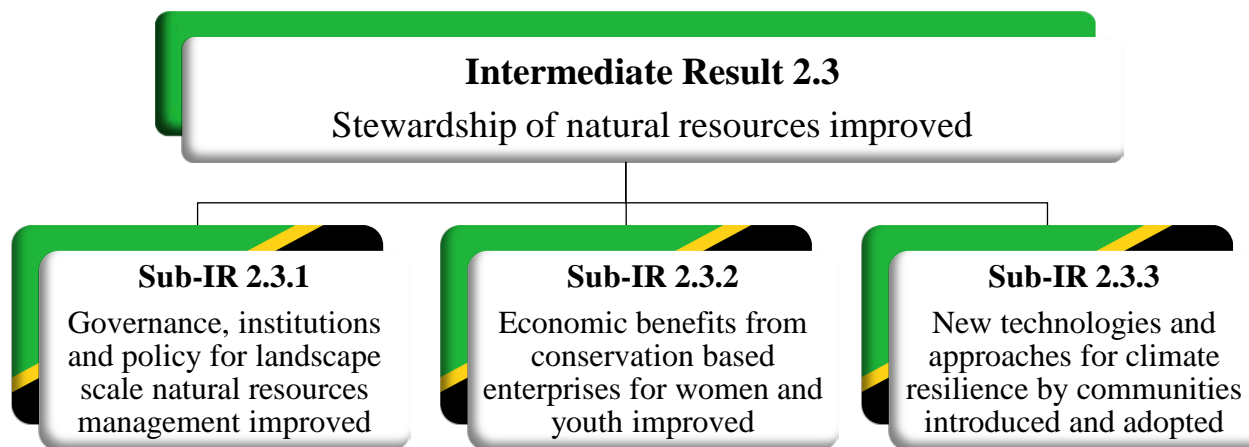 Intermediate Result 2.3
Stewardship of natural resources improved
Sub-IR 2.3.1
Governance, institutions
and policy for landscape
scale natural resources
management improved
Sub-IR 2.3.2
Economic benefits from
conservation based
enterprises for women and
youth improved
Sub-IR 2.3.3
New technologies and
approaches for climate
resilience by communities
introduced and adopted